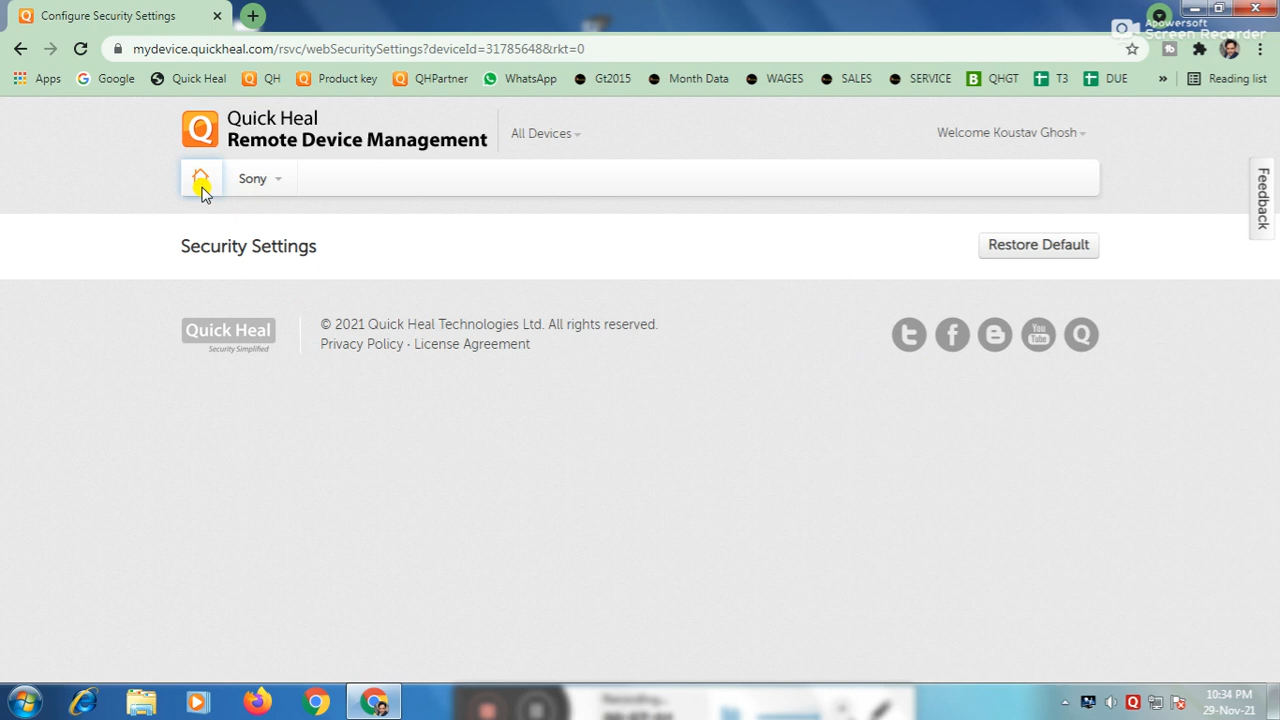 Configure Security Settings
Apowersoft
Screen Recorder
mydevice.quickheal.com/rsvc/webSecuritySettings?deviceId=31785648&rkt=0
Apps Google Quick Heal QH Product key QHPartner WhatsApp Gt2015 Month Data WAGES SALES SERVICE QHGT T3 DUE » Reading list
Quick Heal
Remote Device Management
All Devices
Welcome Koustav Ghosh
Sony
Feedback
Security Settings
Restore Default
Quick Heal
Security Simplified
© 2021 Quick Heal Technologies Ltd. All rights reserved.
Privacy Policy · License Agreement
You
Tube
Recording...
10:34 PM
29-Nov-21